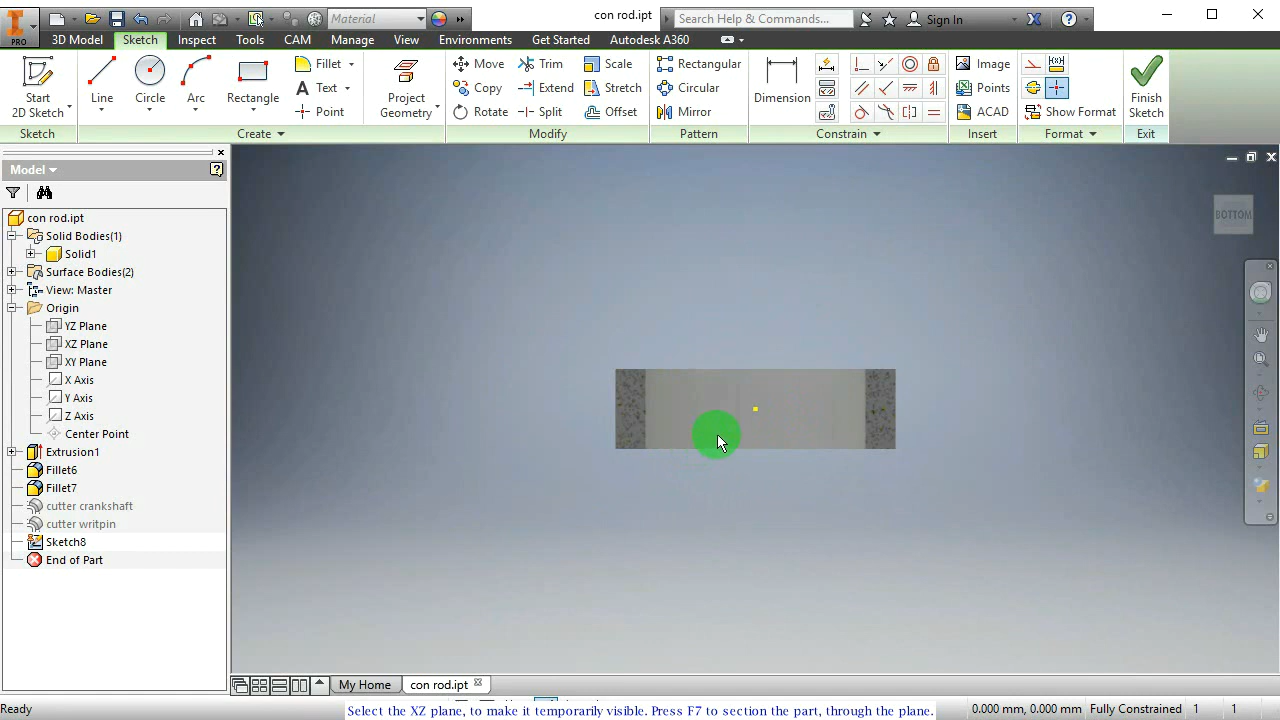 Material
con rod.ipt
Search Help & Commands...
Sign In
PRO
3D Model
Sketch
Inspect
Tools
CAM
Manage
View
Environments
Get Started
Autodesk A360
Start
2D Sketch
Line
Circle
Arc
Rectangle
Fillet
Text
Point
Project
Geometry
Move
Copy
Rotate
Trim
Extend
Split
Scale
Stretch
Offset
Rectangular
Circular
Mirror
Dimension
Image
Points
ACAD
Show Format
Finish
Sketch
Sketch
Create
Modify
Pattern
Constrain
Insert
Format
Exit
Model
con rod.ipt
Solid Bodies(1)
Solid1
Surface Bodies(2)
View: Master
Origin
YZ Plane
XZ Plane
XY Plane
X Axis
Y Axis
Z Axis
Center Point
Extrusion1
Fillet6
Fillet7
cutter crankshaft
cutter writpin
Sketch8
End of Part
BOTTOM
My Home
con rod.ipt
Ready
Select the XZ plane, to make it temporarily visible. Press F7 to section the part, through the plane.
0.000 mm, 0.000 mm
Fully Constrained
1
1